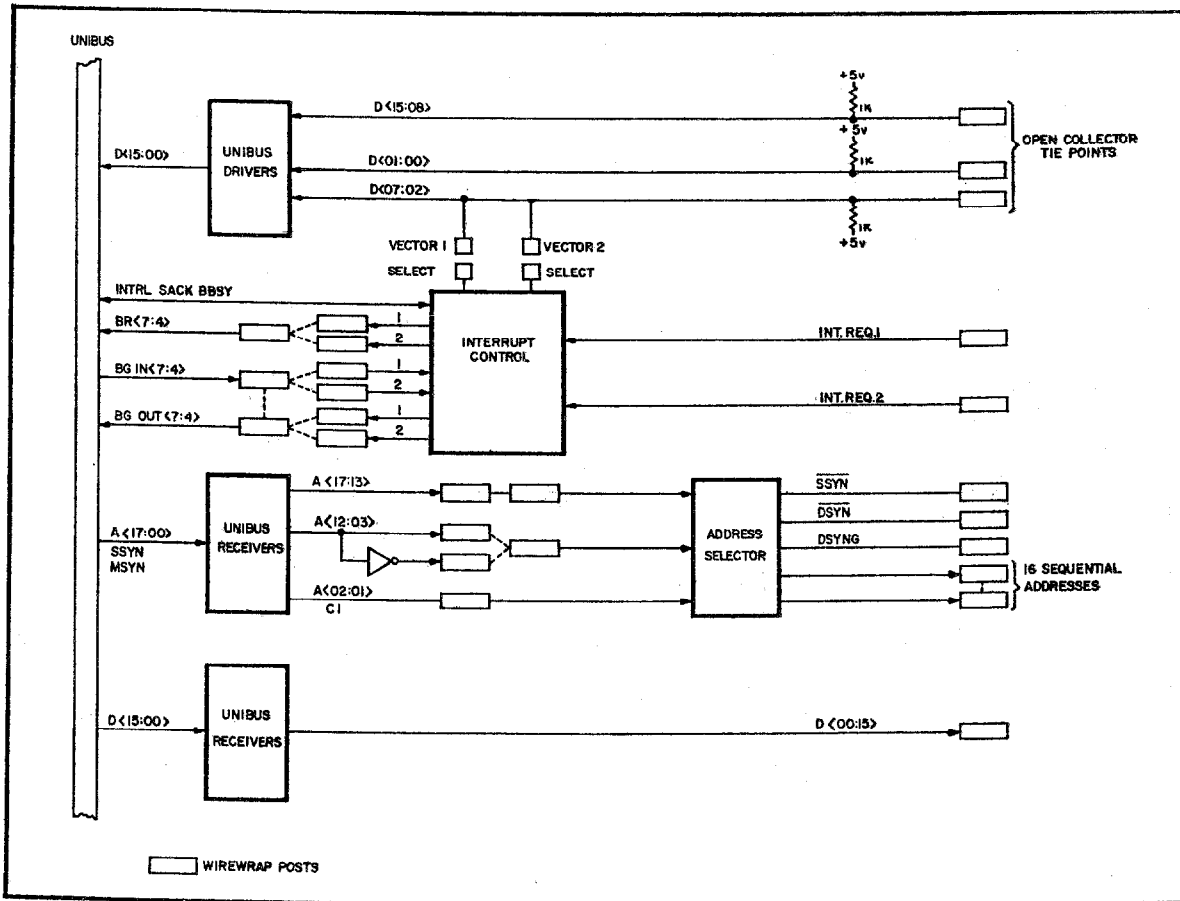 UNIBUS
+5v
1K
D<15:08>
+5v
OPEN COLLECTOR
TIE POINTS
UNIBUS
DRIVERS
D<15:00>
D<01:00>
1K
D<07:02>
1K
+5v
VECTOR 1
VECTOR 2
SELECT
SELECT
INTRL SACK BBSY
BR<7:4>
1
2
INTERRUPT
CONTROL
INT.REQ.1
BG IN<7:4>
1
2
INT.REQ.2
BG OUT<7:4>
1
2
A<17:13>
SSYN
UNIBUS
RECEIVERS
A<12:03>
DSYN
A<17:00>
SSYN
MSYN
ADDRESS
SELECTOR
DSYNG
16 SEQUENTIAL
ADDRESSES
A<02:01>
C1
D<15:00>
UNIBUS
RECEIVERS
D<00:15>
WIREWRAP POSTS